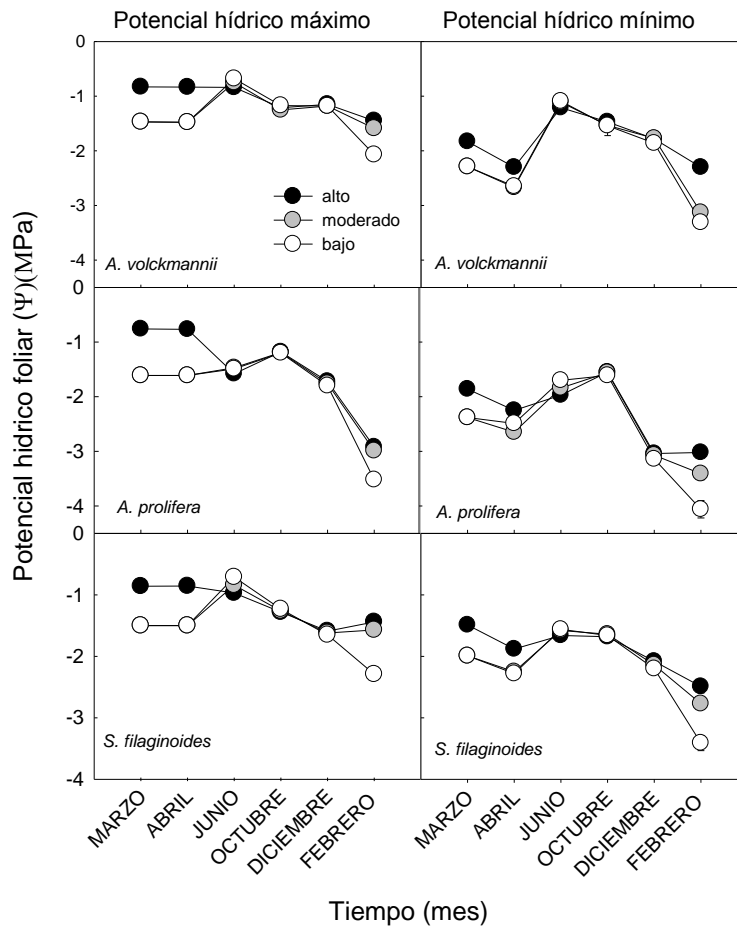 Potencial hídrico máximo
Potencial hídrico mínimo
Potencial hídrico foliar (Ψ)(MPa)
0
-1
-2
-3
-4
alto
moderado
bajo
A. volckmannii
A. volckmannii
0
-1
-2
-3
-4
A. prolifera
A. prolifera
0
-1
-2
-3
-4
S. filaginoides
S. filaginoides
MARZO
ABRIL
JUNIO
OCTUBRE
DICIEMBRE
FEBRERO
MARZO
ABRIL
JUNIO
OCTUBRE
DICIEMBRE
FEBRERO
Tiempo (mes)